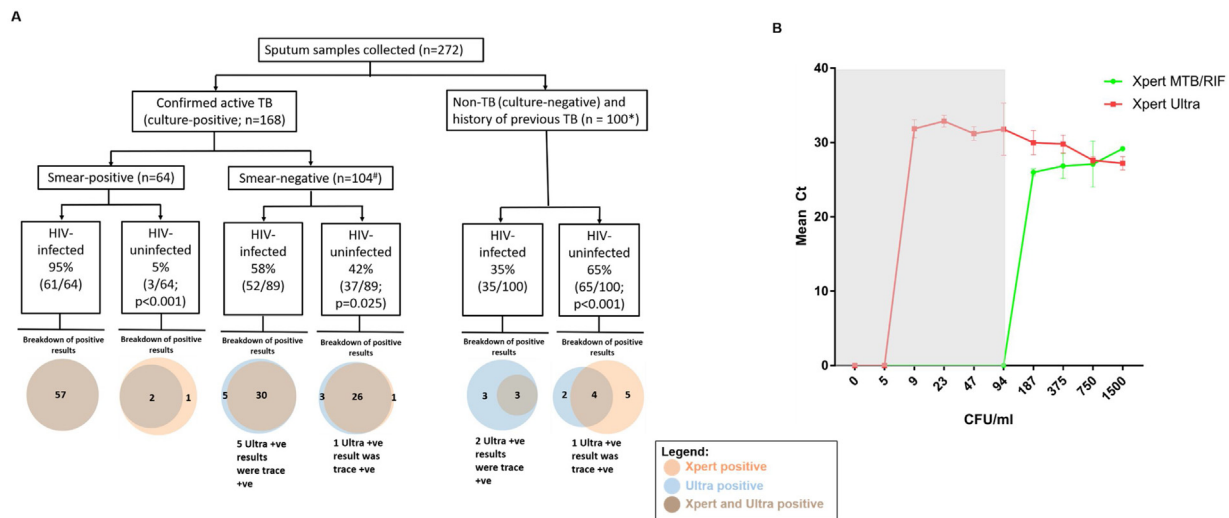 A
Sputum samples collected (n=272)
Confirmed active TB
(culture-positive; n=168)
Non-TB (culture-negative) and
history of previous TB (n = 100*)
Smear-positive (n=64)
Smear-negative (n=104#)
HIV-
infected
95%
(61/64)
HIV-
uninfected
5%
(3/64;
p<0.001)
HIV-
infected
58%
(52/89)
HIV-
uninfected
42%
(37/89;
p=0.025)
HIV-
infected
35%
(35/100)
HIV-
uninfected
65%
(65/100;
p<0.001)
Breakdown of positive
results
Breakdown of positive
results
Breakdown of positive
results
Breakdown of positive
results
Breakdown of positive
results
Breakdown of positive
results
57
2 1
5 30
3 26 1
3 3
2 4 5
5 Ultra +ve
results
were trace
+ve
1 Ultra +ve
result was
trace +ve
2 Ultra +ve
results
were trace
+ve
1 Ultra +ve
result was
trace +ve
Legend:
Xpert positive
Ultra positive
Xpert and Ultra positive
B
Xpert MTB/RIF
Xpert Ultra
Mean Ct
40
30
20
10
0
0 5 9 23 47 94 187 375 750 1500
CFU/ml